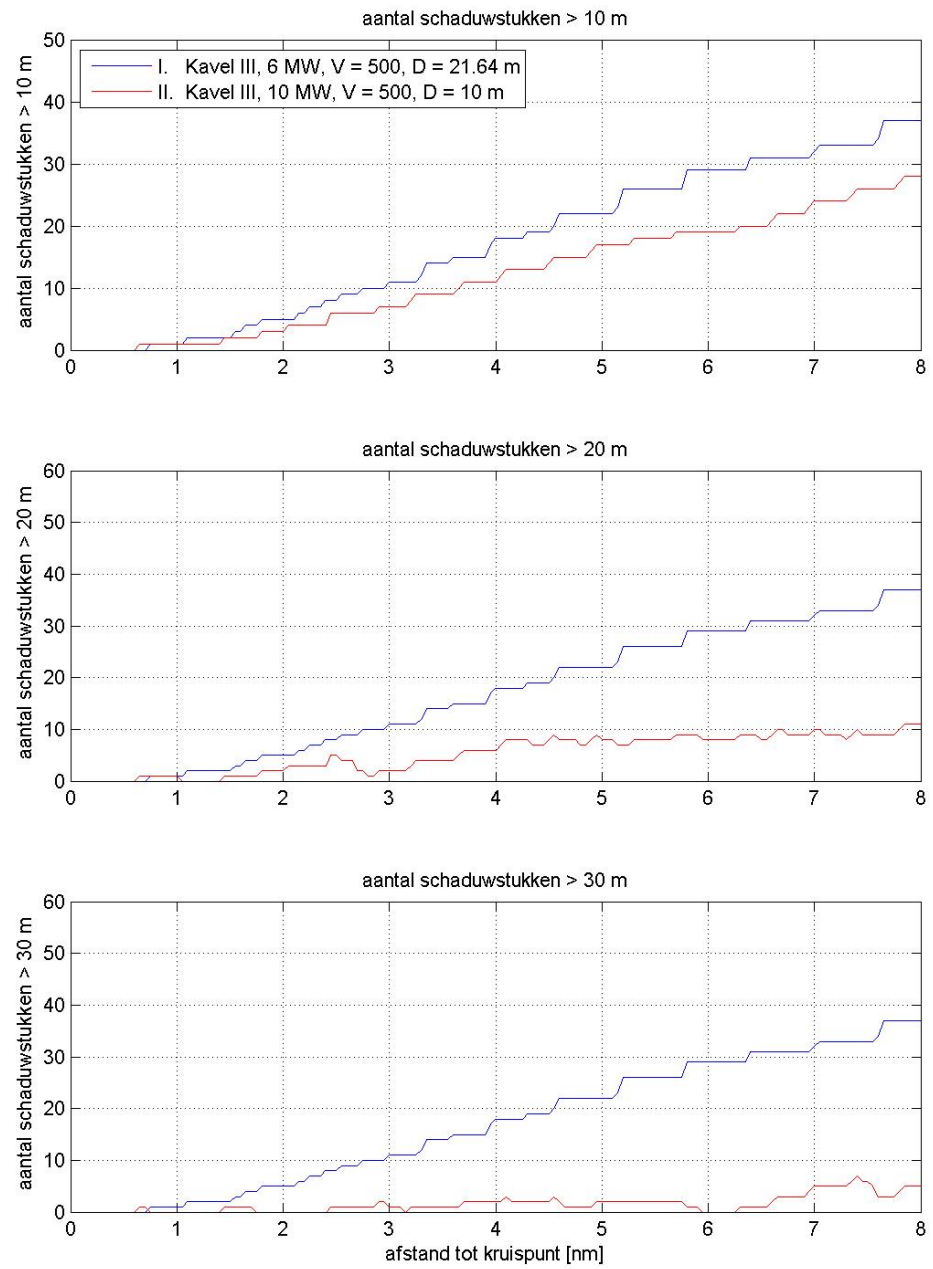 aantal schaduwstukken > 10 m
aantal schaduwstukken > 10 m
50
40
30
20
10
0
I. Kavel III, 6 MW, V = 500, D = 21.64 m
II. Kavel III, 10 MW, V = 500, D = 10 m
0 1 2 3 4 5 6 7 8
aantal schaduwstukken > 20 m
aantal schaduwstukken > 20 m
60
50
40
30
20
10
0
0 1 2 3 4 5 6 7 8
aantal schaduwstukken > 30 m
aantal schaduwstukken > 30 m
60
50
40
30
20
10
0
0 1 2 3 4 5 6 7 8
afstand tot kruispunt [nm]